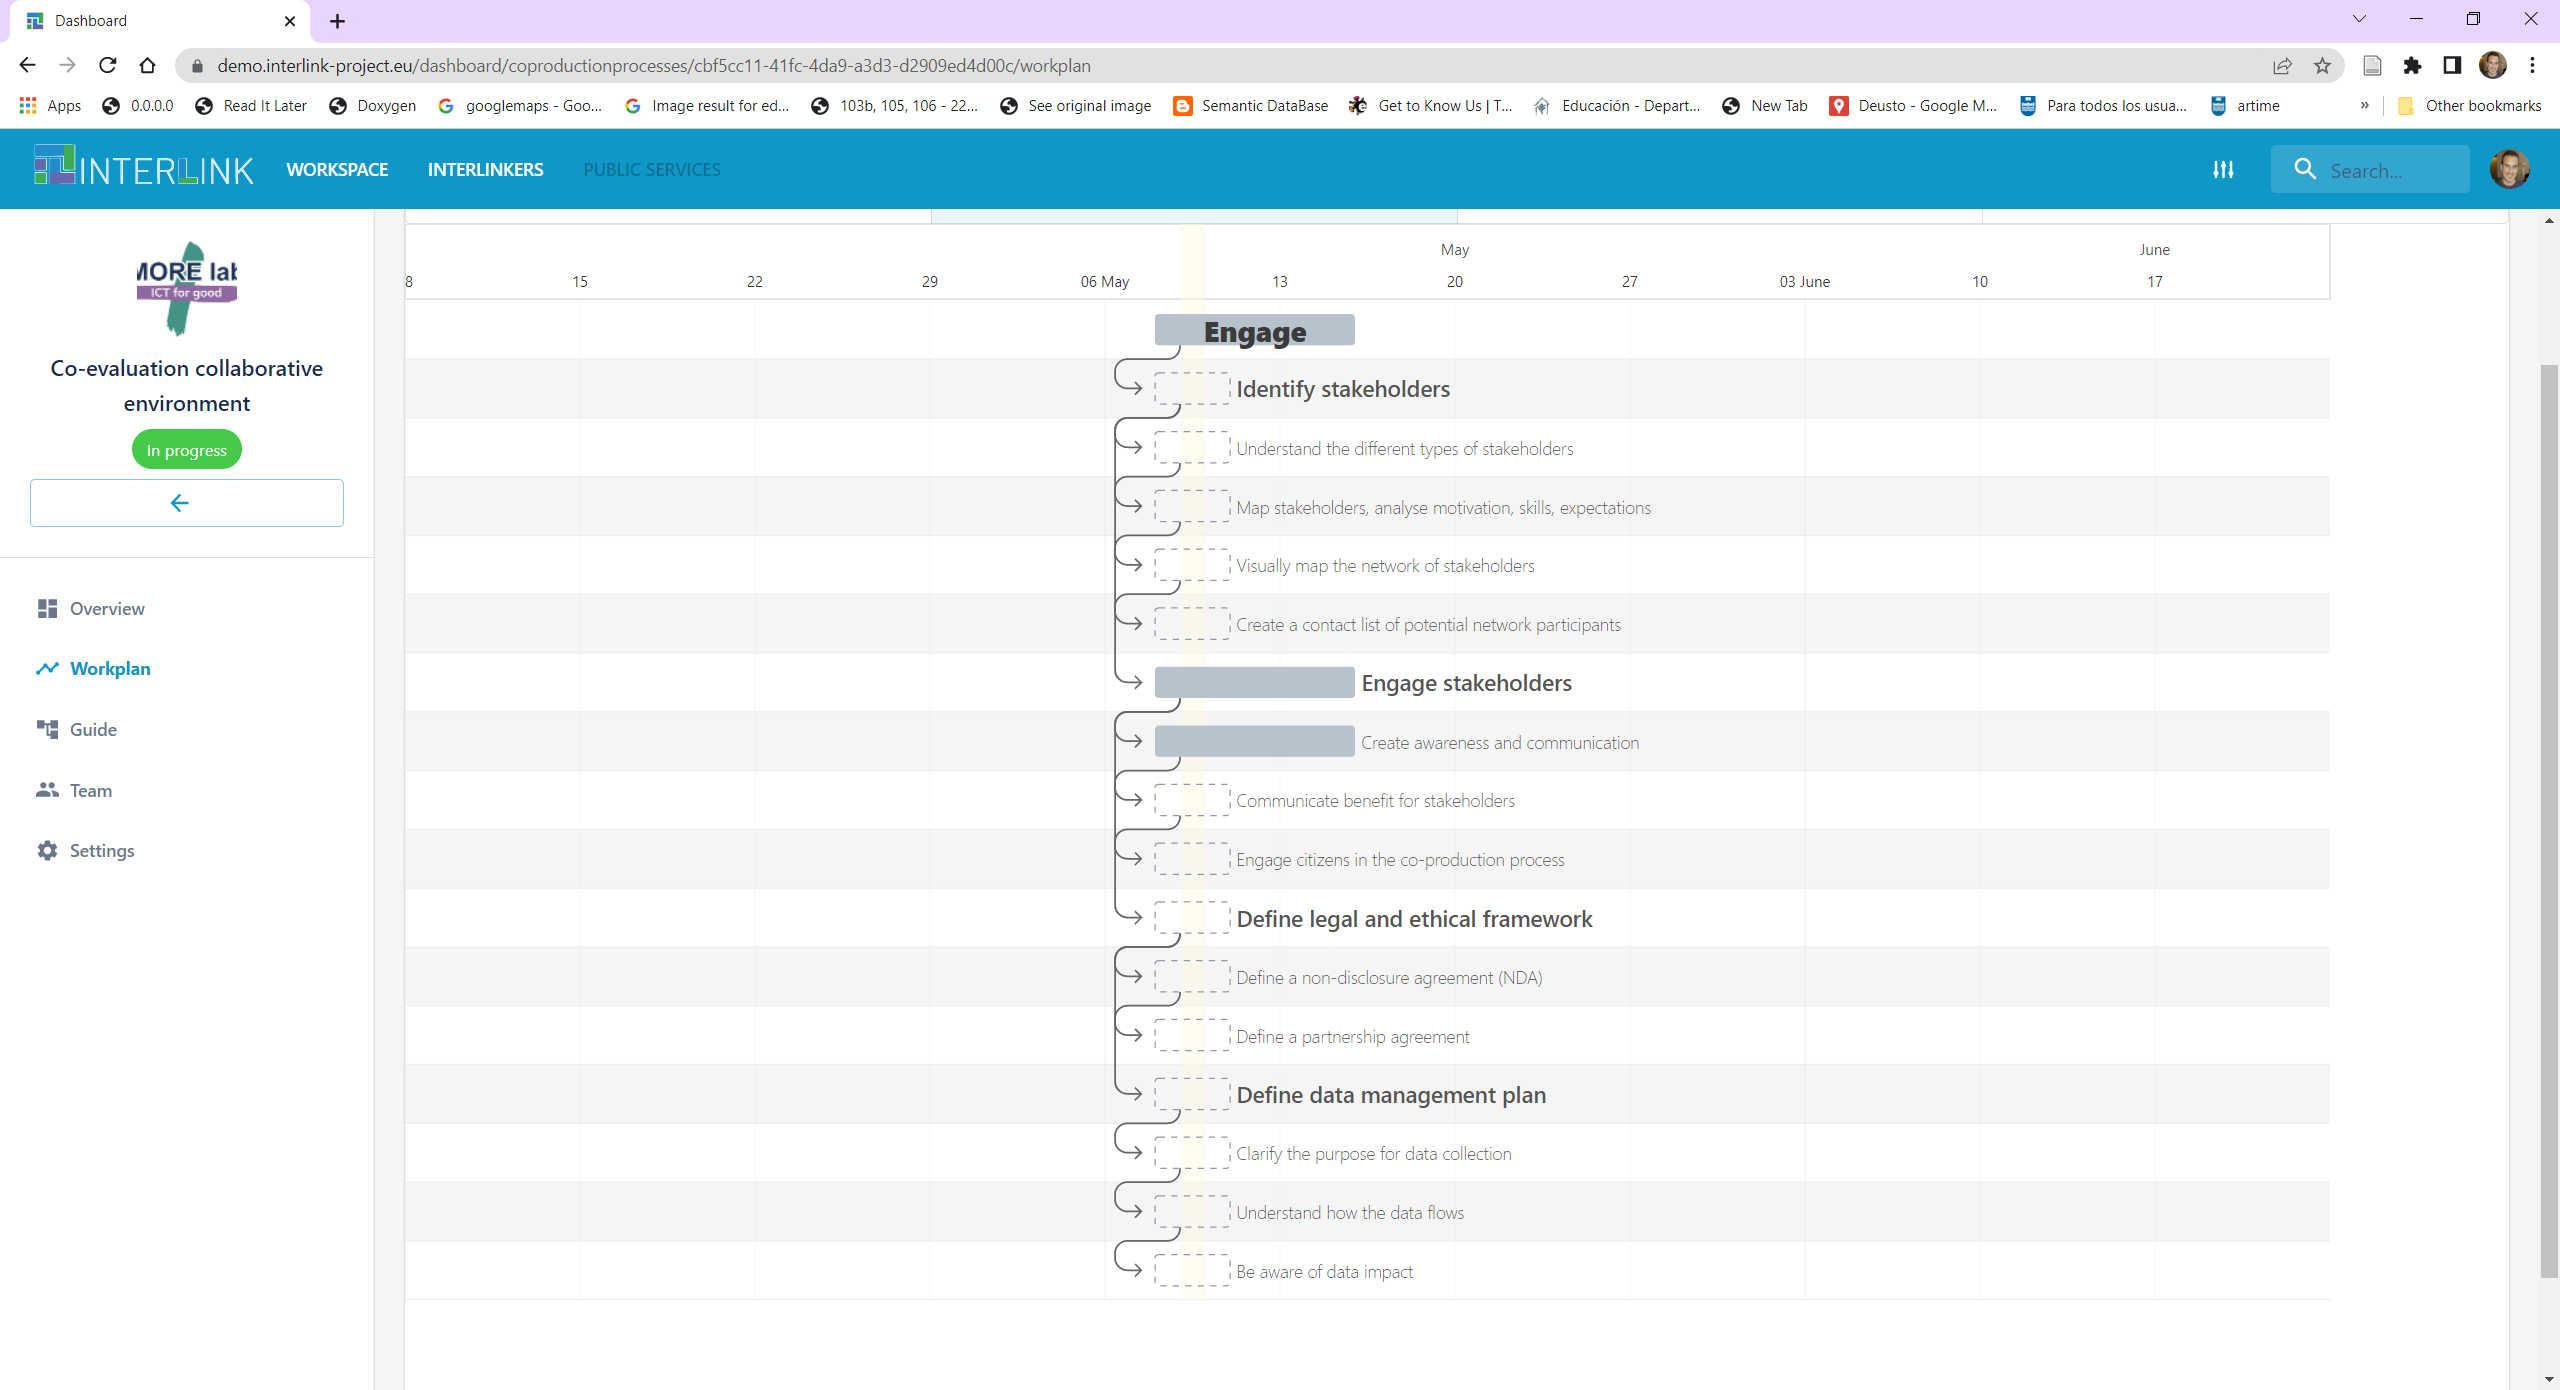 Dashboard
demo.interlink-project.eu/dashboard/coproductionprocesses/cbf5cc11-41fc-4da9-a3d3-d2909ed4d00c/workplan
Apps 0.0.0.0 Read It Later Doxygen googlemaps - Goo... Image result for ed... 103b, 105, 106 - 22... See original image Semantic DataBase Get to Know Us | T... Educación - Depart... New Tab Deusto - Google M... Para todos los usua... artime » Other bookmarks
INTERLINK WORKSPACE INTERLINKERS PUBLIC SERVICES Search...
MORE lab
ICT for good
Co-evaluation collaborative
environment
In progress
Overview
Workplan
Guide
Team
Settings
May June
8 15 22 29 06 May 13 20 27 03 June 10 17
Engage
Identify stakeholders
Understand the different types of stakeholders
Map stakeholders, analyse motivation, skills, expectations
Visually map the network of stakeholders
Create a contact list of potential network participants
Engage stakeholders
Create awareness and communication
Communicate benefit for stakeholders
Engage citizens in the co-production process
Define legal and ethical framework
Define a non-disclosure agreement (NDA)
Define a partnership agreement
Define data management plan
Clarify the purpose for data collection
Understand how the data flows
Be aware of data impact